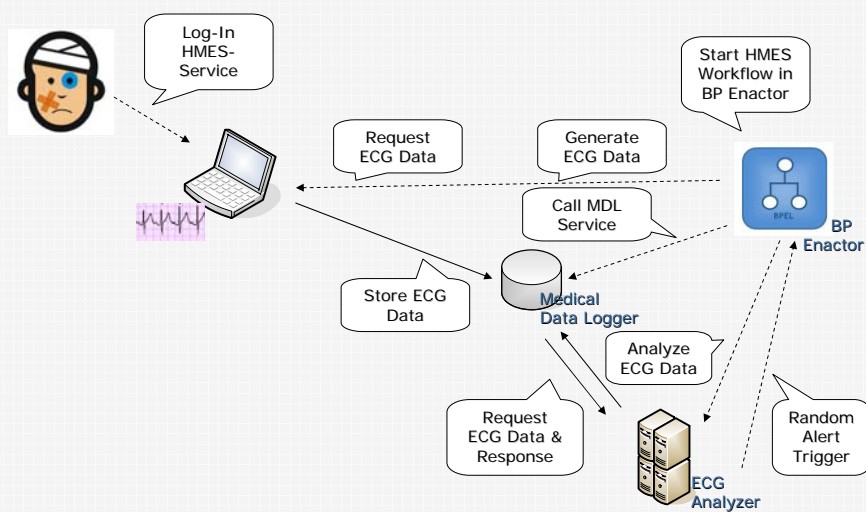 Log-In
HMES-
Service
Start HMES
Workflow in
BP Enactor
Request
ECG Data
Generate
ECG Data
Call MDL
Service
BPEL
BP
Enactor
Store ECG
Data
Medical
Data Logger
Analyze
ECG Data
Request
ECG Data &
Response
Random
Alert
Trigger
ECG
Analyzer